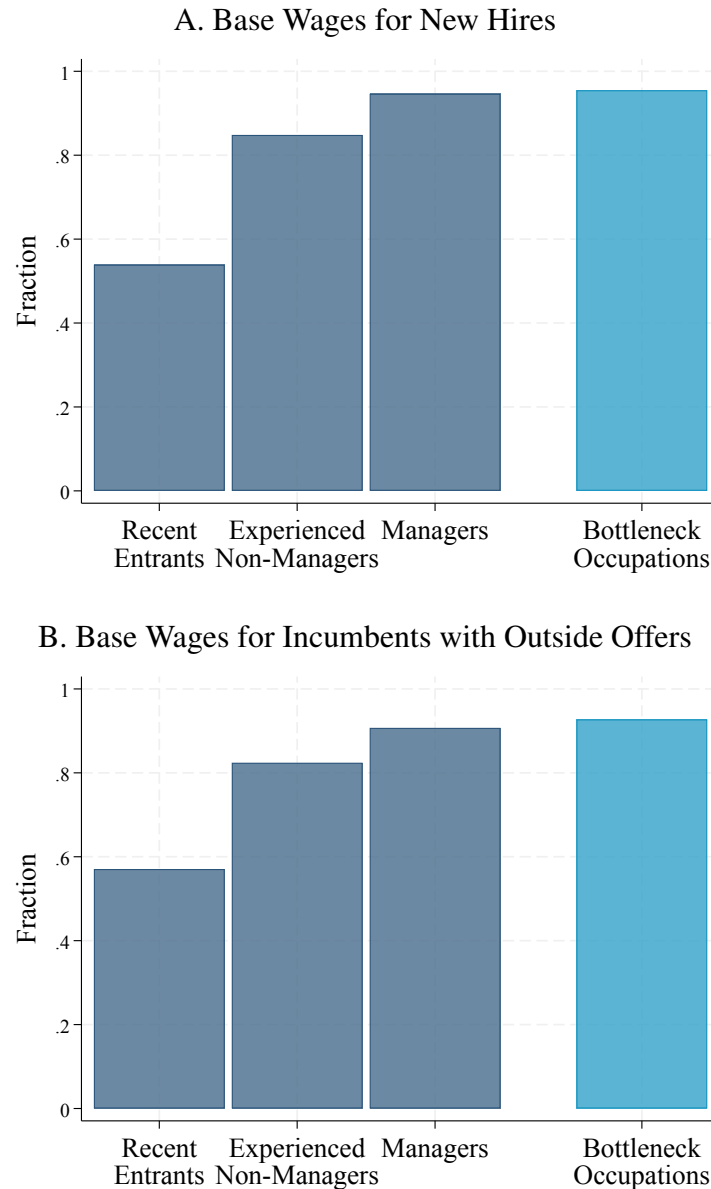 A. Base Wages for New Hires
1
.8
.6
.4
.2
0
Fraction
Recent Entrants
Experienced Non-Managers
Managers
Bottleneck Occupations
B. Base Wages for Incumbents with Outside Offers
1
.8
.6
.4
.2
0
Fraction
Recent Entrants
Experienced Non-Managers
Managers
Bottleneck Occupations